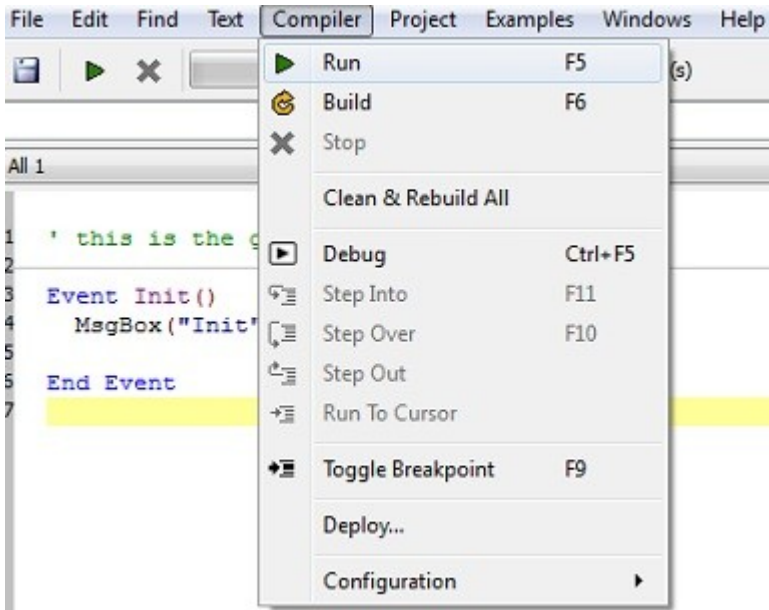 File Edit Find Text Compiler Project Examples Windows Help
(s)
All 1
1 ' this is the
2
3 Event Init()
4 MsgBox("Init"
5
6 End Event
7
Run F5
Build F6
Stop
Clean & Rebuild All
Debug Ctrl+F5
Step Into F11
Step Over F10
Step Out
Run To Cursor
Toggle Breakpoint F9
Deploy...
Configuration